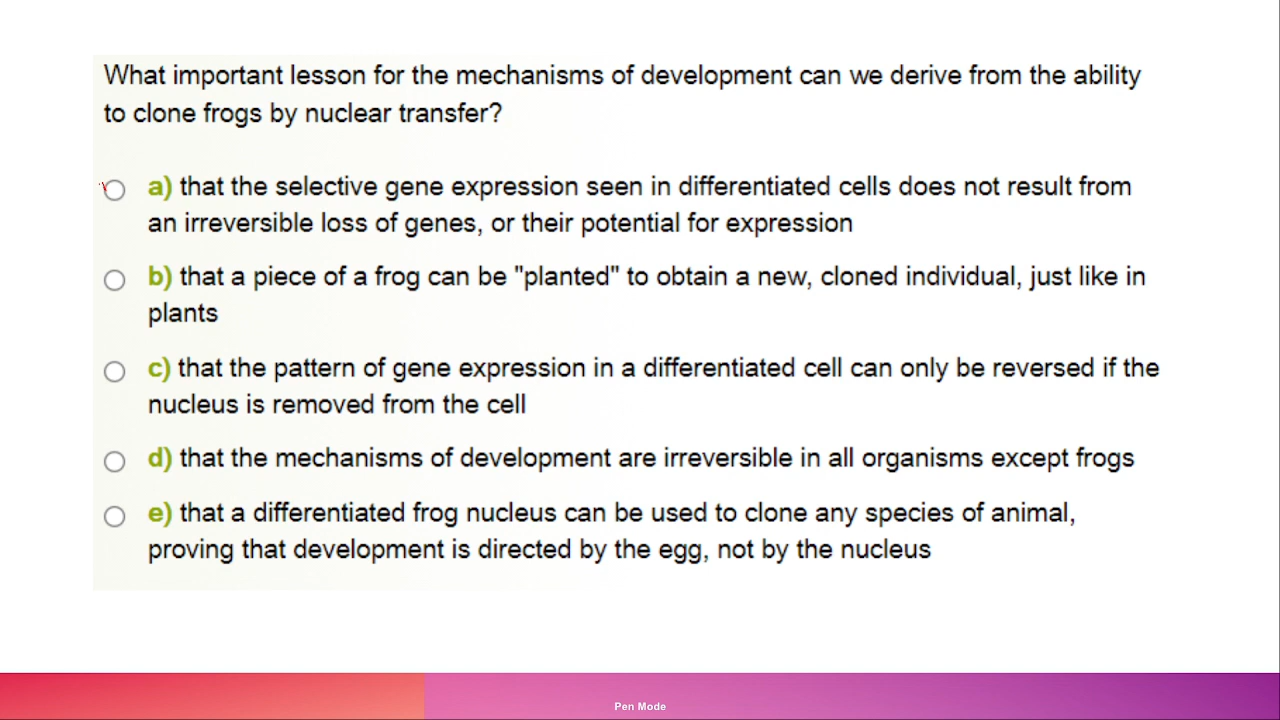 What important lesson for the mechanisms of development can we derive from the ability
to clone frogs by nuclear transfer?
a) that the selective gene expression seen in differentiated cells does not result from
an irreversible loss of genes, or their potential for expression
b) that a piece of a frog can be "planted" to obtain a new, cloned individual, just like in
plants
c) that the pattern of gene expression in a differentiated cell can only be reversed if the
nucleus is removed from the cell
d) that the mechanisms of development are irreversible in all organisms except frogs
e) that a differentiated frog nucleus can be used to clone any species of animal,
proving that development is directed by the egg, not by the nucleus
Pen Mode